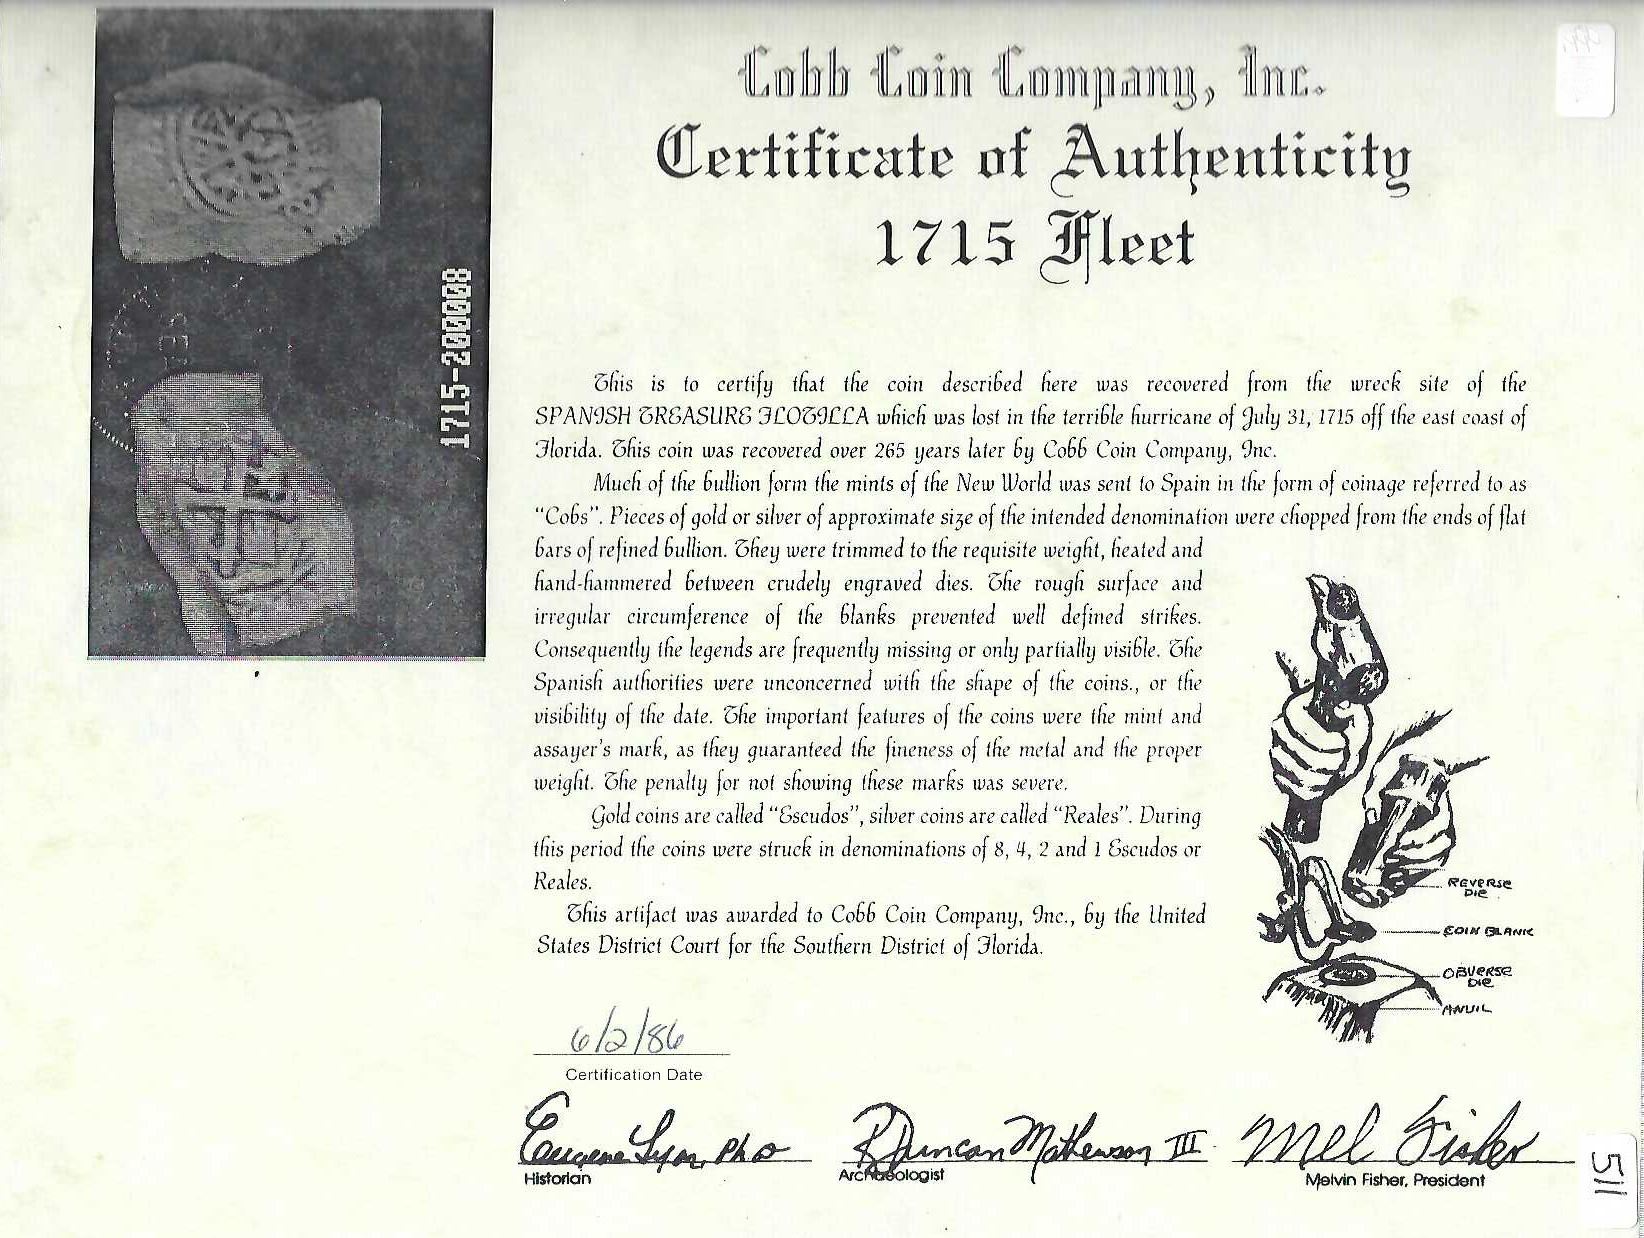 Cobb Coin Company, Inc.
Certificate of Authenticity
1715 Fleet
1715-200008
This is to certify that the coin described here was recovered from the wreck site of the
SPANISH TREASURE FLOTILLA which was lost in the terrible hurricane of July 31, 1715 off the east coast of
Florida. This coin was recovered over 265 years later by Cobb Coin Company, Inc.
Much of the bullion form the mints of the New World was sent to Spain in the form of coinage referred to as
"Cobs". Pieces of gold or silver of approximate size of the intended denomination were chopped from the ends of flat
bars of refined bullion. They were trimmed to the requisite weight, heated and
hand-hammered between crudely engraved dies. The rough surface and
irregular circumference of the blanks prevented well defined strikes.
Consequently the legends are frequently missing or only partially visible. The
Spanish authorities were unconcerned with the shape of the coins., or the
visibility of the date. The important features of the coins were the mint and
assayer's mark, as they guaranteed the fineness of the metal and the proper
weight. The penalty for not showing these marks was severe.
Gold coins are called "Escudos", silver coins are called "Reales". During
this period the coins were struck in denominations of 8, 4, 2 and 1 Escudos or
Reales.
This artifact was awarded to Cobb Coin Company, Inc., by the United
States District Court for the Southern District of Florida.
REVERSE
DIE
COIN BLANK
OBVERSE
DIE
ANVIL
6/2/86
Certification Date
Eugene Lyon, PhD
Historian
R Duncan Mathewson III
Archaeologist
Mel Fisher
Melvin Fisher, President
511